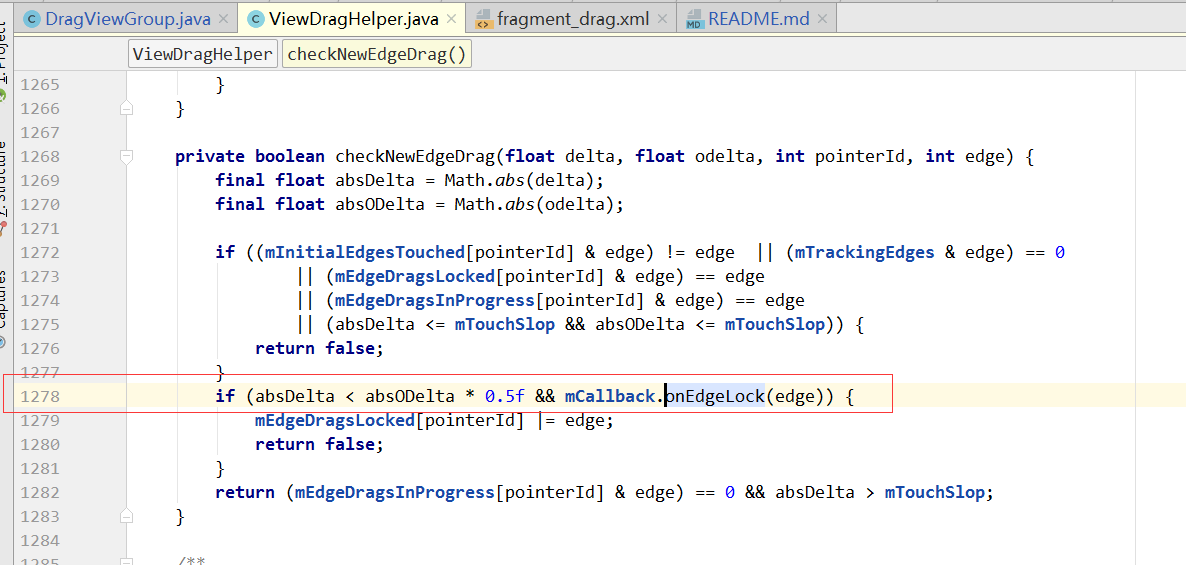 DragViewGroup.java ViewDragHelper.java fragment_drag.xml README.md
ViewDragHelper checkNewEdgeDrag()
1265 }
1266 }
1267
1268 private boolean checkNewEdgeDrag(float delta, float odelta, int pointerId, int edge) {
1269 final float absDelta = Math.abs(delta);
1270 final float absODelta = Math.abs(odelta);
1271
1272 if ((mInitialEdgesTouched[pointerId] & edge) != edge  || (mTrackingEdges & edge) == 0
1273 || (mEdgeDragsLocked[pointerId] & edge) == edge
1274 || (mEdgeDragsInProgress[pointerId] & edge) == edge
1275 || (absDelta <= mTouchSlop && absODelta <= mTouchSlop)) {
1276 return false;
1277 }
1278 if (absDelta < absODelta * 0.5f && mCallback.onEdgeLock(edge)) {
1279 mEdgeDragsLocked[pointerId] |= edge;
1280 return false;
1281 }
1282 return (mEdgeDragsInProgress[pointerId] & edge) == 0 && absDelta > mTouchSlop;
1283 }
1284
1285 /**